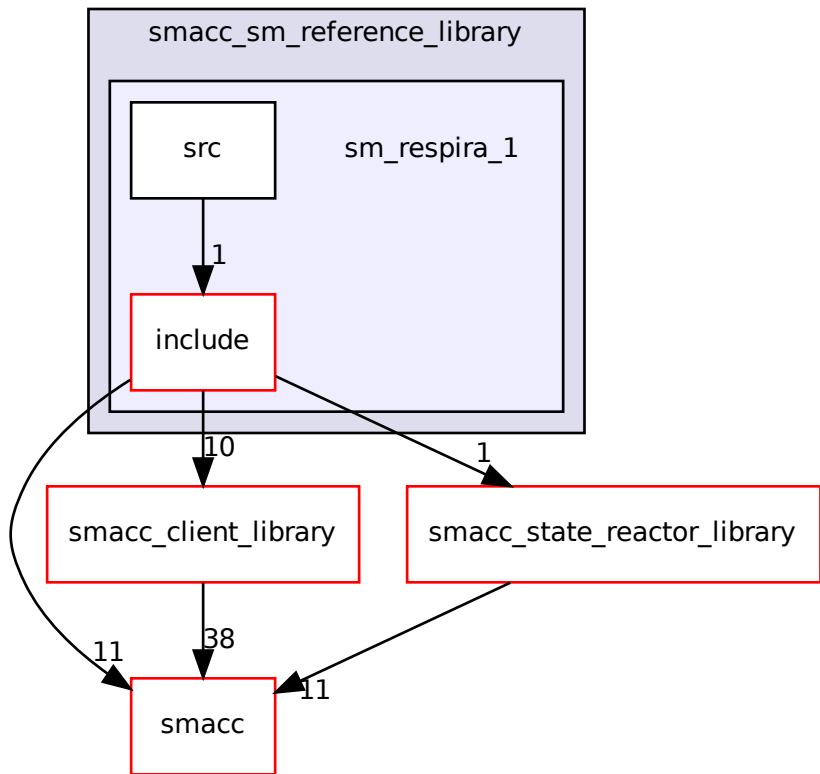 smacc_sm_reference_library
src
sm_respira_1
1
include
10
1
smacc_client_library
smacc_state_reactor_library
11
38
11
smacc